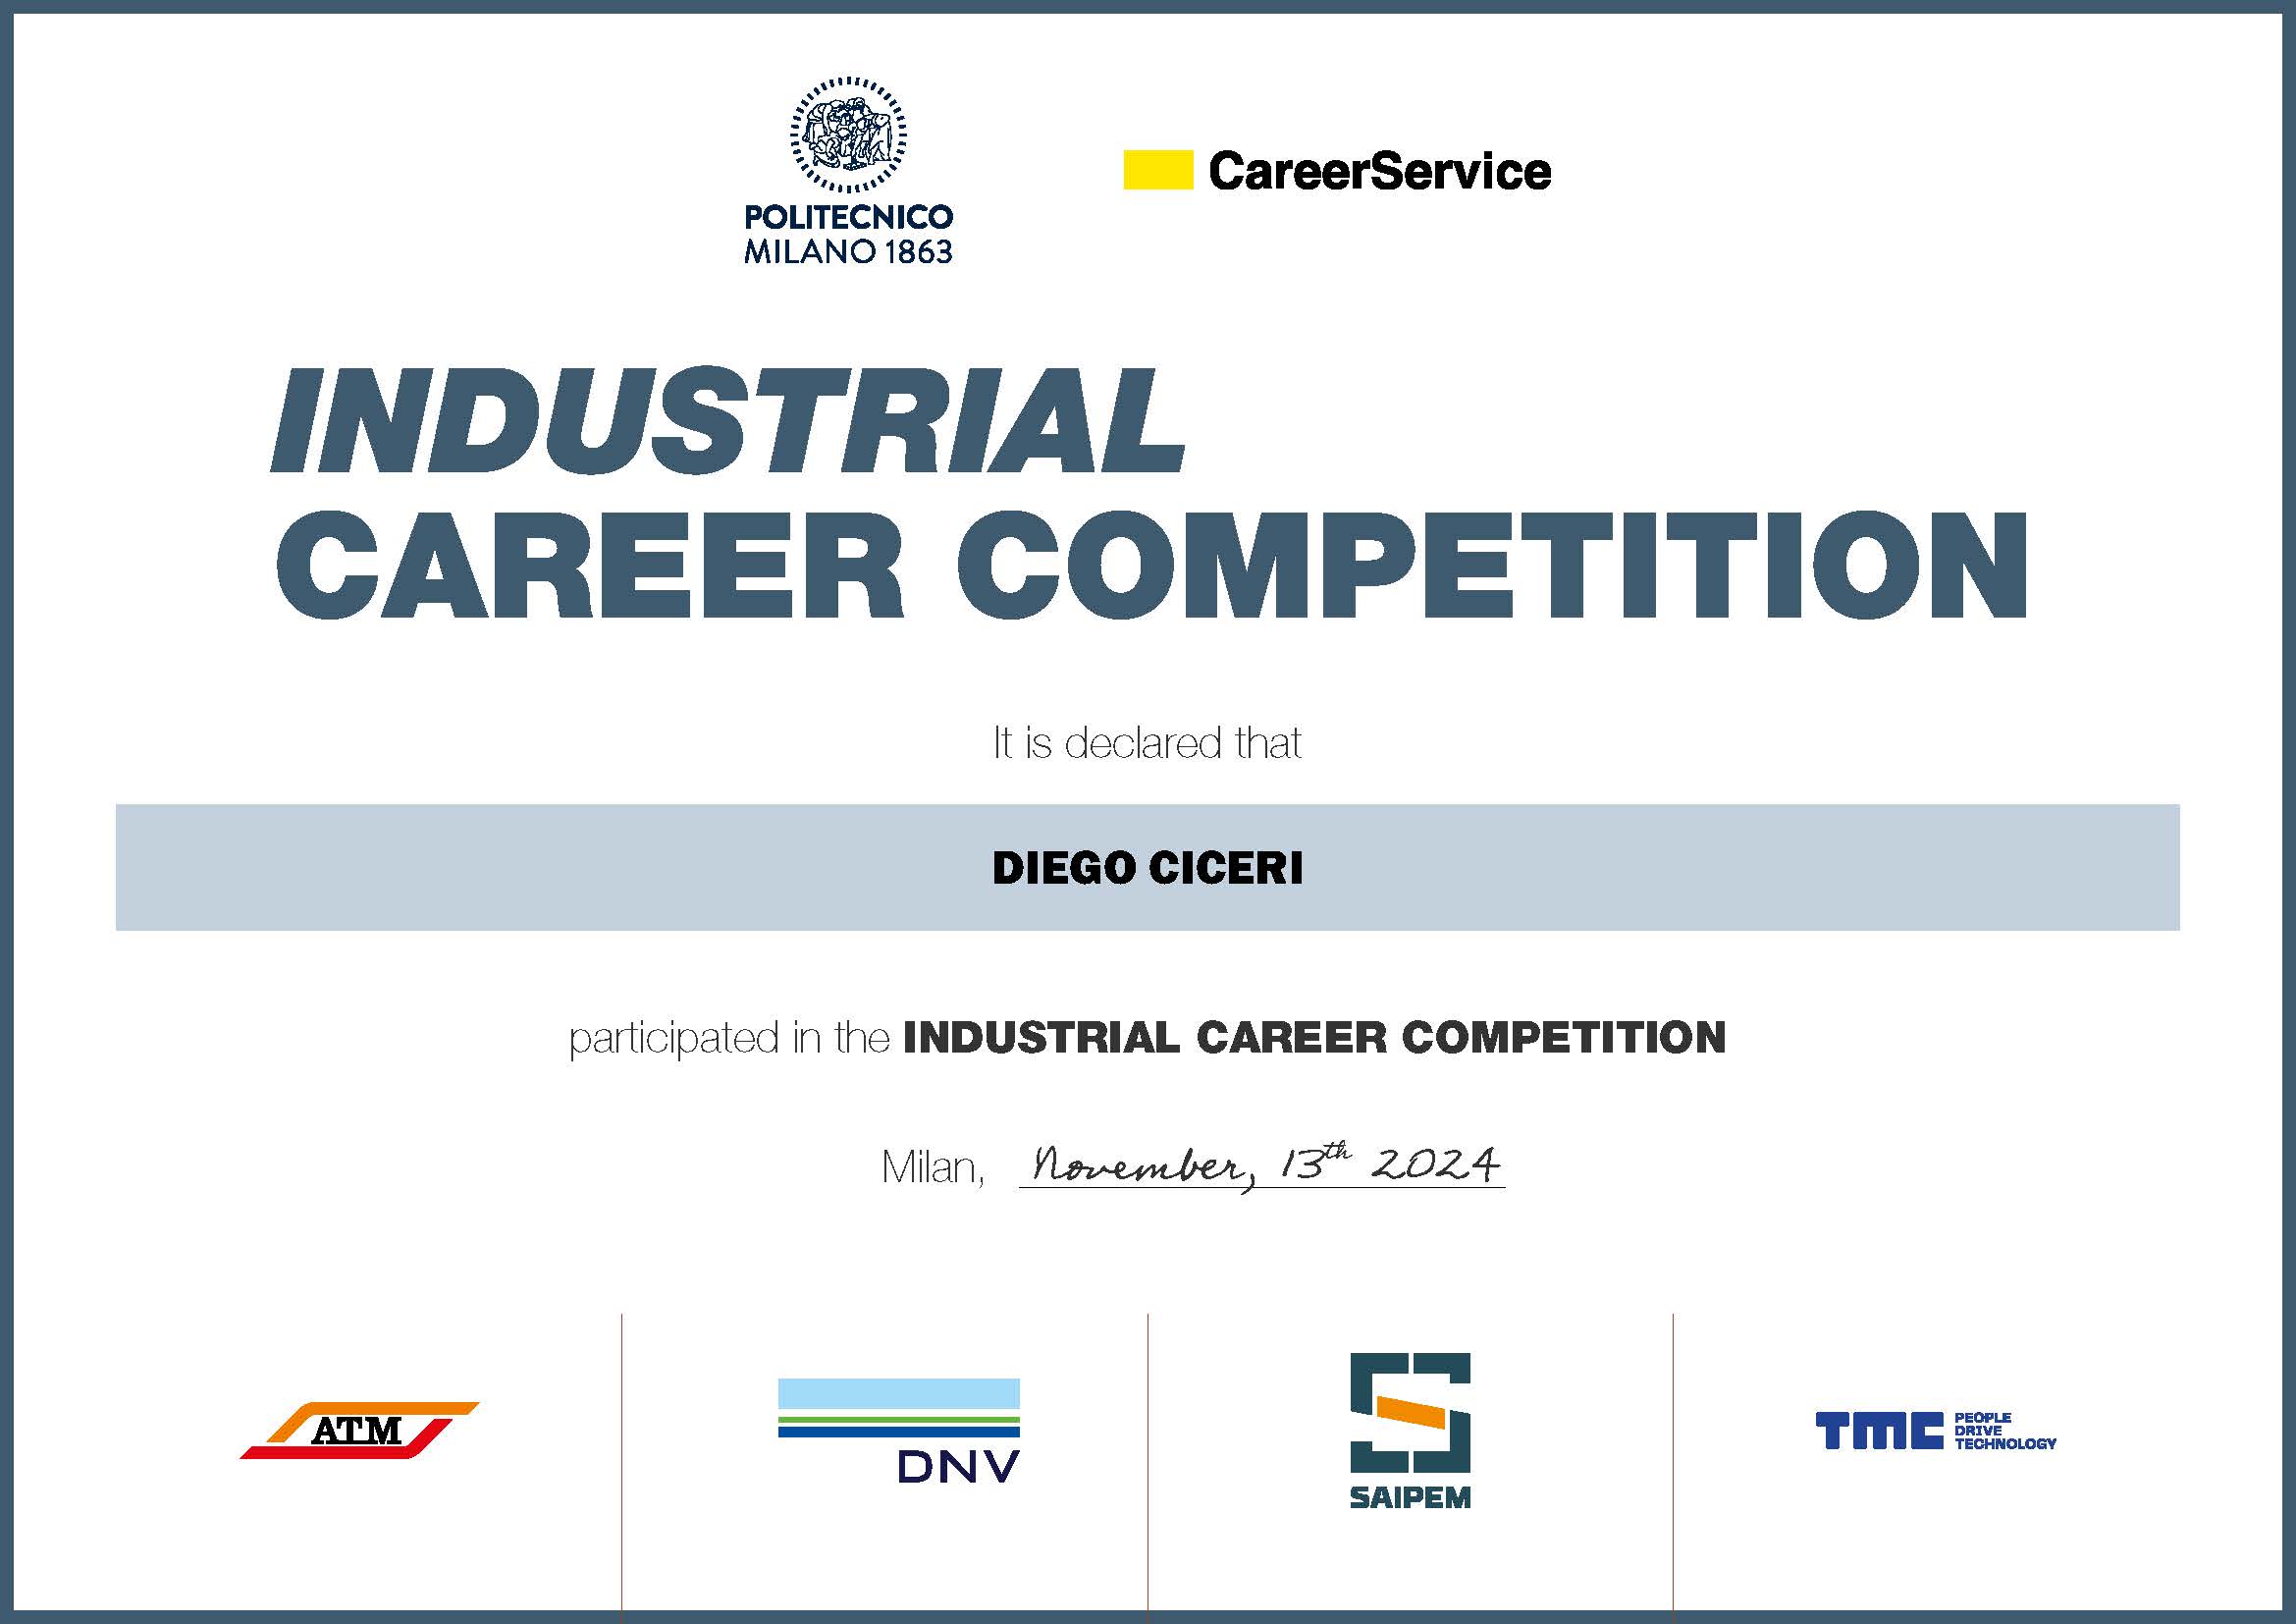 POLITECNICO
MILANO 1863
CareerService
INDUSTRIAL
CAREER COMPETITION
It is declared that
DIEGO CICERI
participated in the INDUSTRIAL CAREER COMPETITION
Milan, November, 13th 2024
ATM
DNV
SAIPEM
TMC PEOPLE
DRIVE
TECHNOLOGY